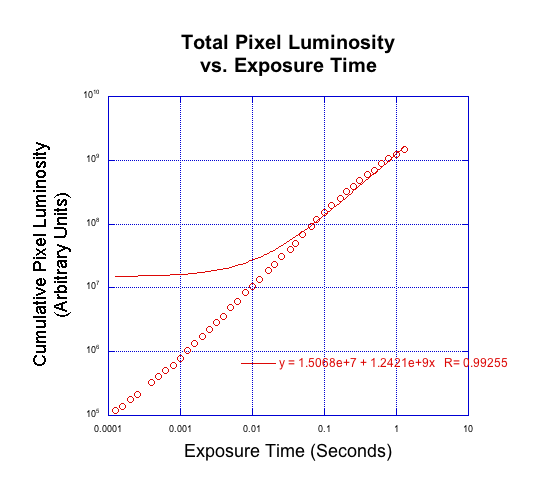 Total Pixel Luminosity
vs. Exposure Time
Cumulative Pixel Luminosity
(Arbitrary Units)
10^10
10^9
10^8
10^7
10^6
10^5
y = 1.5068e+7 + 1.2421e+9x R= 0.99255
0.0001 0.001 0.01 0.1 1 10
Exposure Time (Seconds)